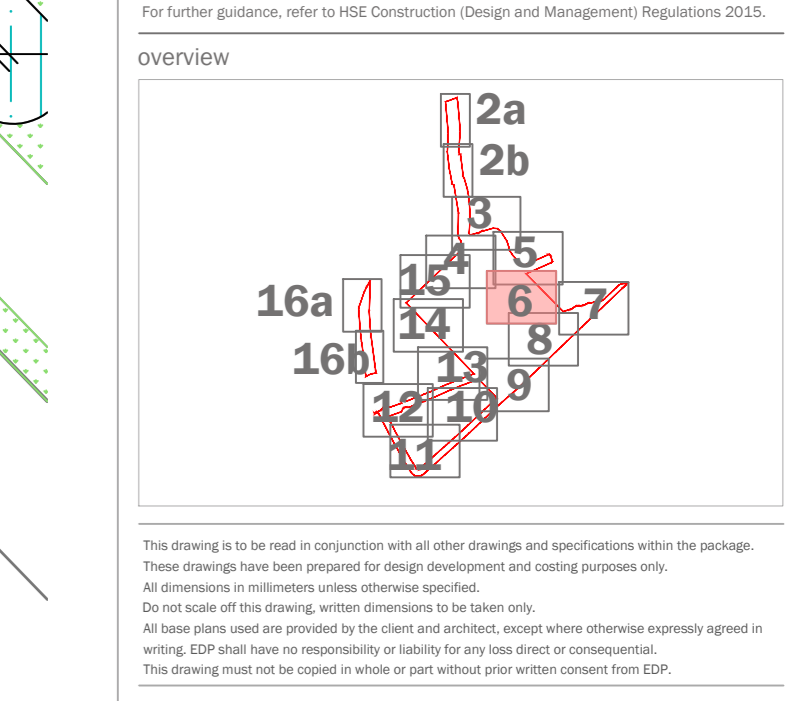 For further guidance, refer to HSE Construction (Design and Management) Regulations 2015.
overview
2a
2b
3
4
5
15
16a
6
7
14
8
16b
13
9
12
10
11
This drawing is to be read in conjunction with all other drawings and specifications within the package.
These drawings have been prepared for design development and costing purposes only.
All dimensions in millimeters unless otherwise specified.
Do not scale off this drawing, written dimensions to be taken only.
All base plans used are provided by the client and architect, except where otherwise expressly agreed in
writing. EDP shall have no responsibility or liability for any loss direct or consequential.
This drawing must not be copied in whole or part without prior written consent from EDP.